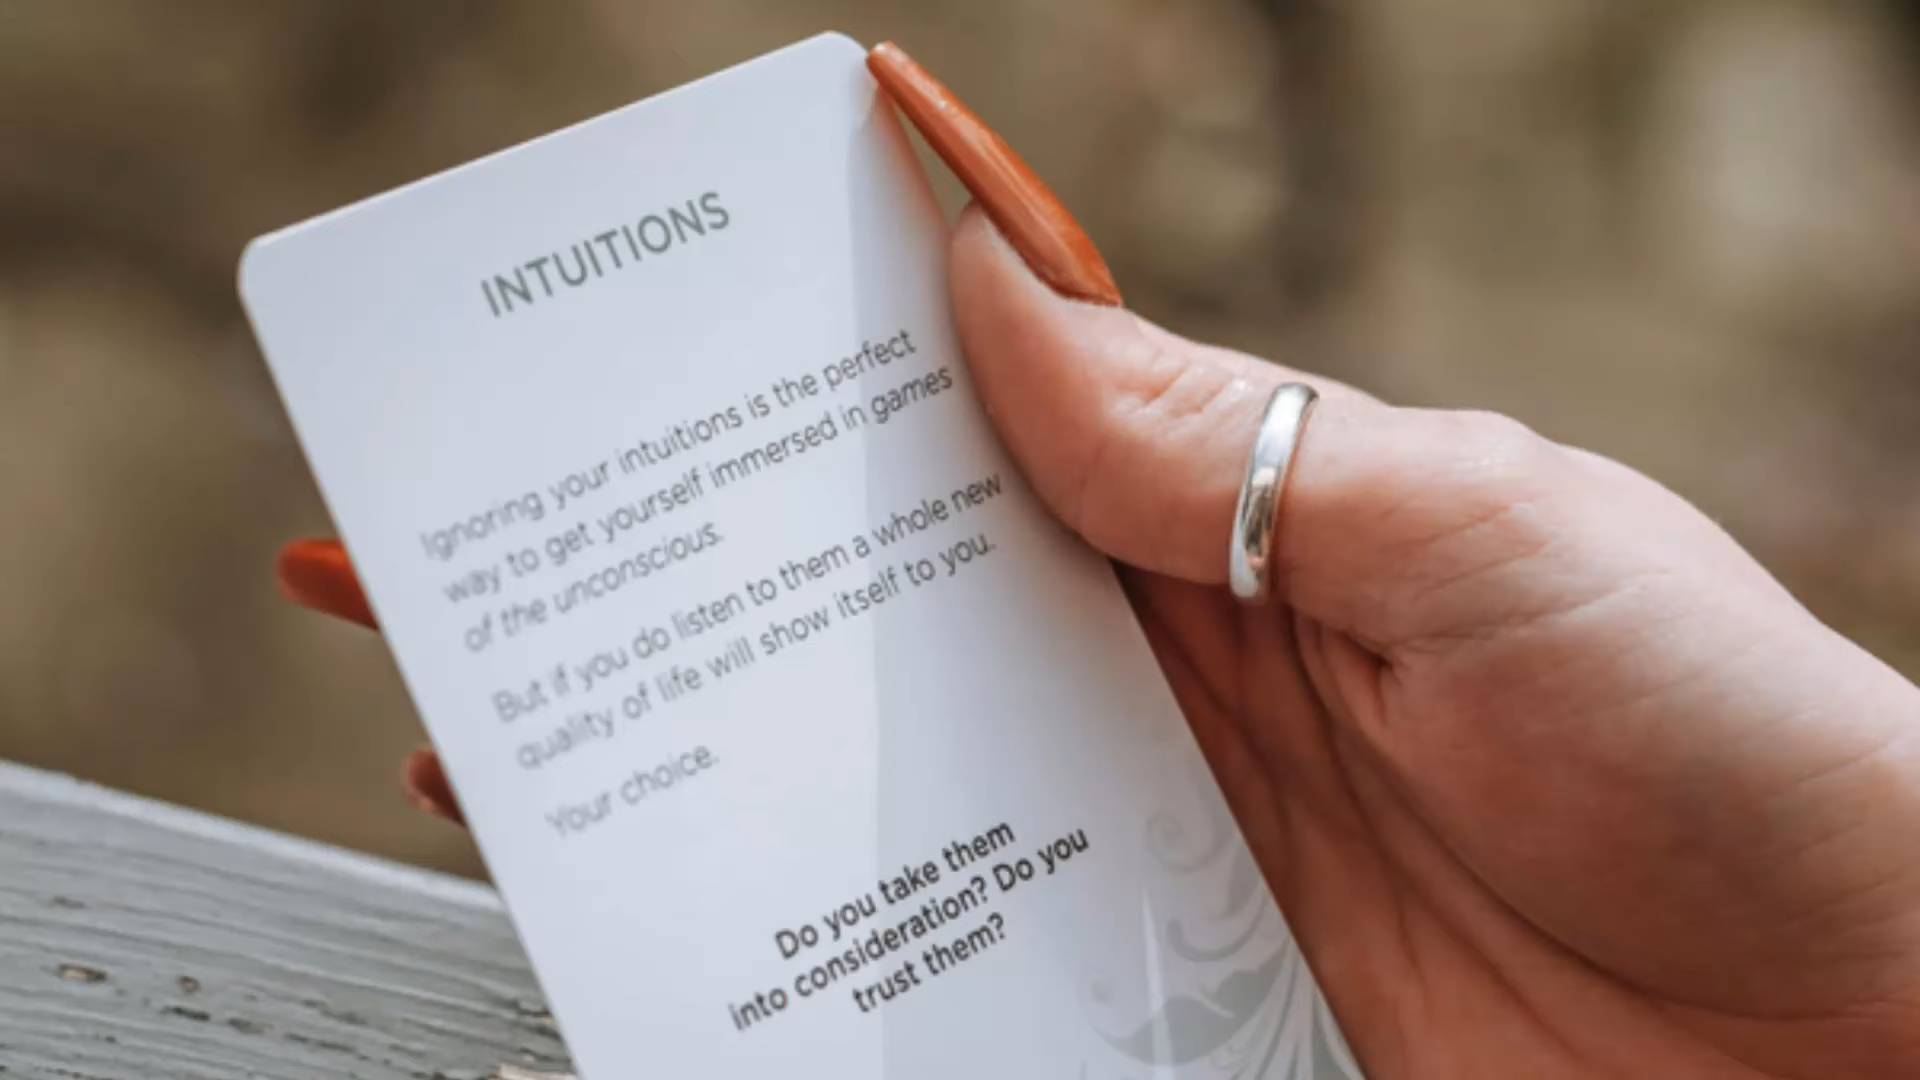 INTUITIONS
Ignoring your intuitions is the perfect
way to get yourself immersed in games
of the unconscious.
But if you do listen to them a whole new
quality of life will show itself to you.
Your choice.
Do you take them
into consideration? Do you
trust them?